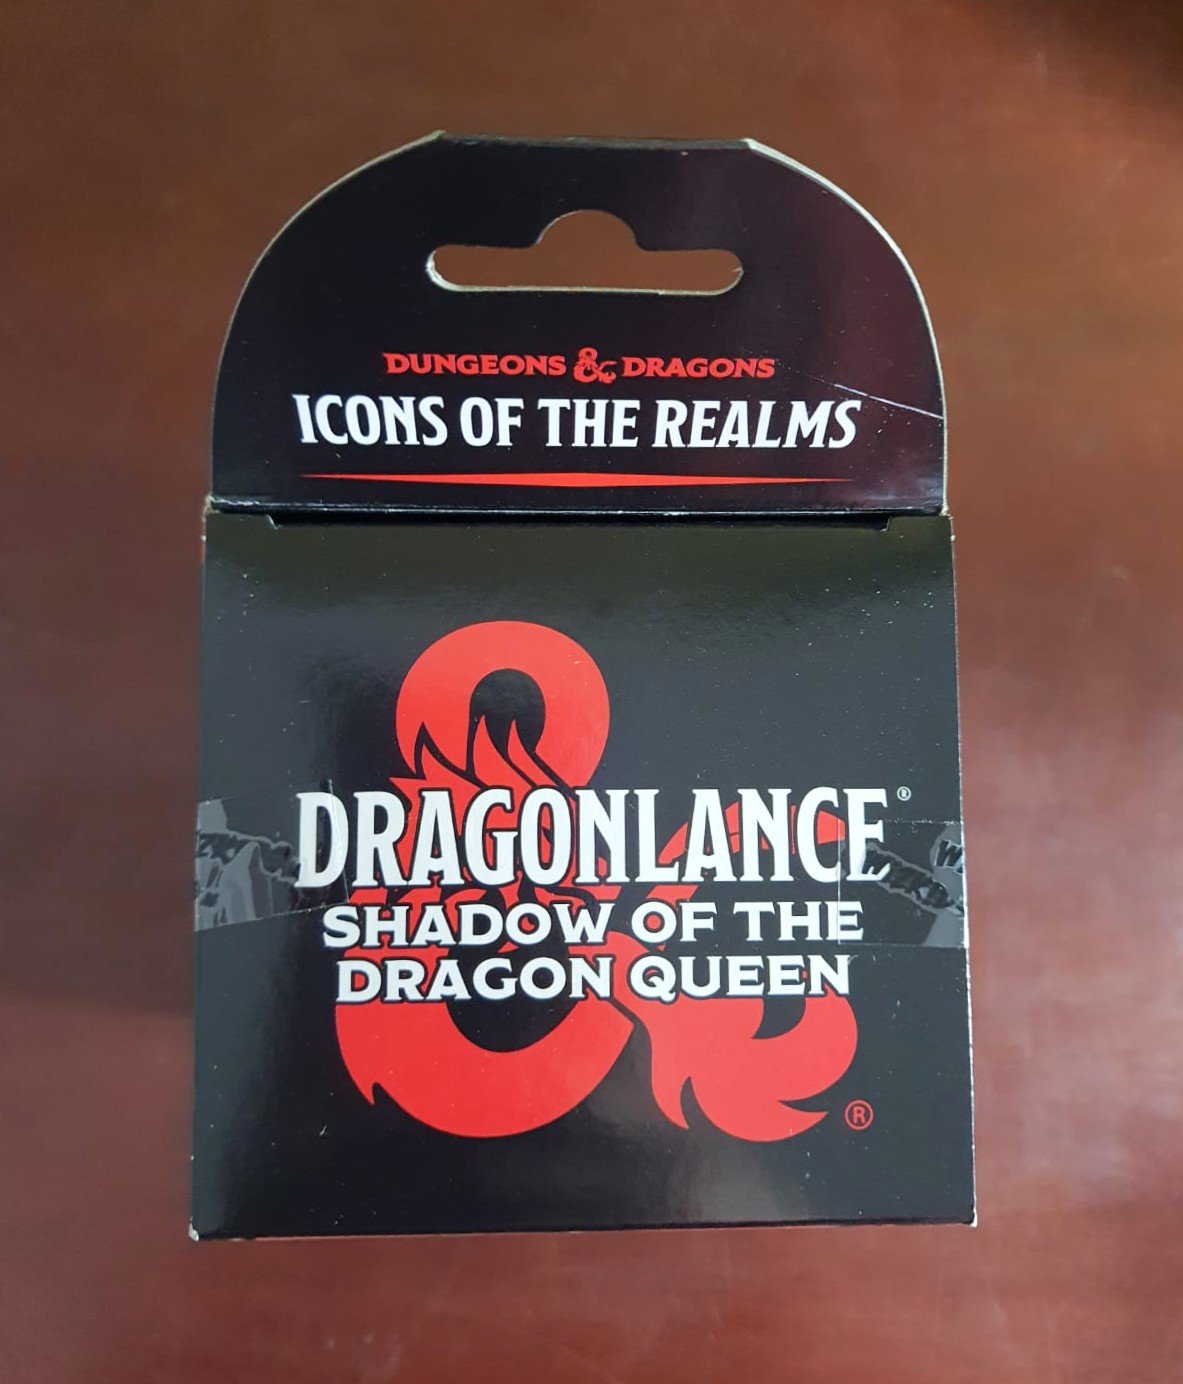 DUNGEONS & DRAGONS
ICONS OF THE REALMS
DRAGONLANCE®
SHADOW OF THE
DRAGON QUEEN
®